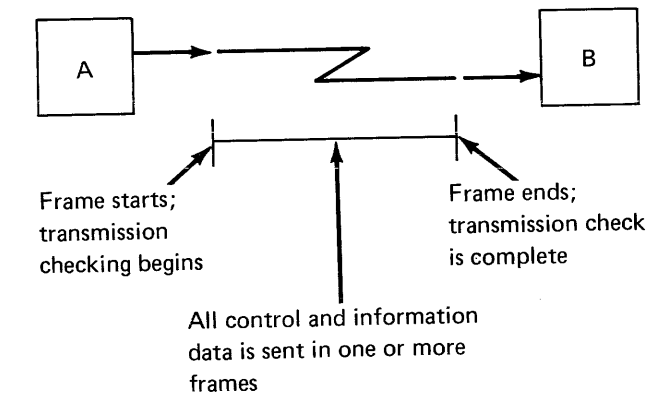 A
B
Frame starts;
transmission
checking begins
Frame ends;
transmission check
is complete
All control and information
data is sent in one or more
frames